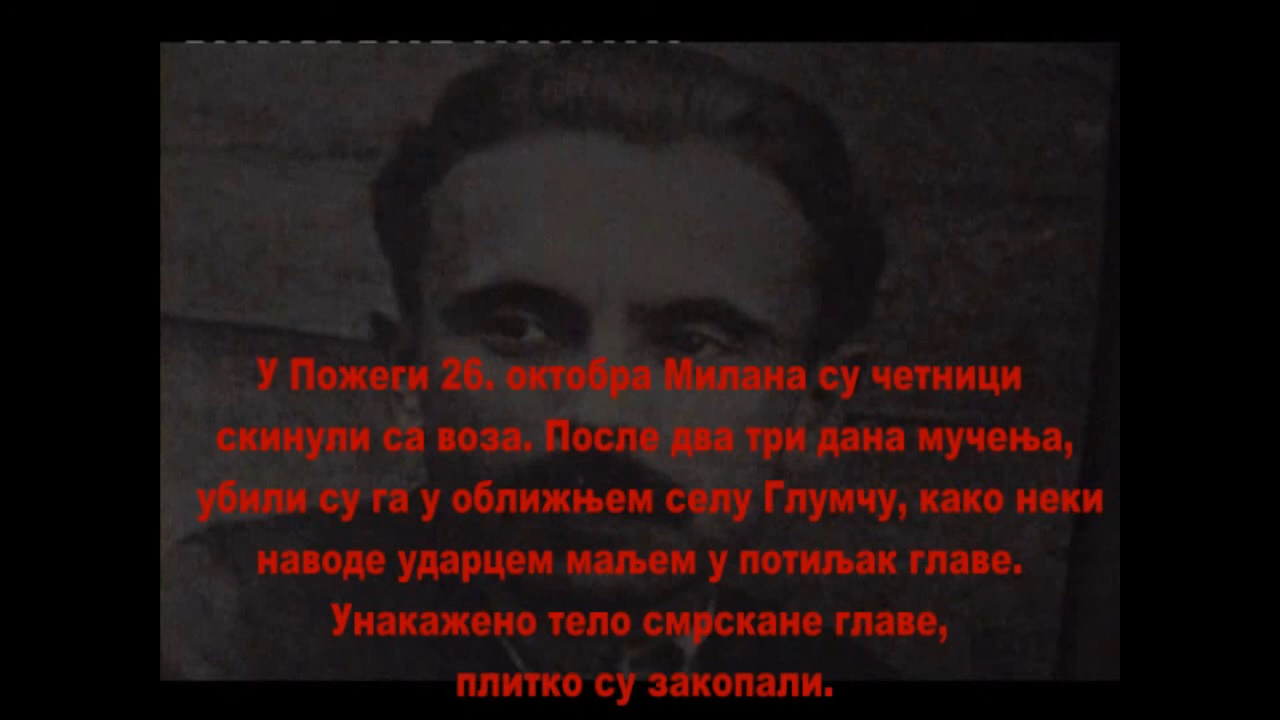 У Пожеги 26. октобра Милана су четници
скинули са воза. После два три дана мучења,
убили су га у оближњем селу Глумчу, како неки
наводе ударцем маљем у потиљак главе.
Унакажено тело смрскане главе,
плитко су закопали.